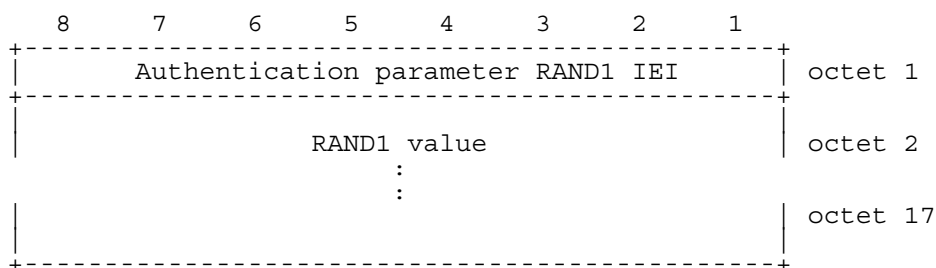 8 7 6 5 4 3 2 1
Authentication parameter RAND1 IEI octet 1
RAND1 value octet 2
:
:
octet 17